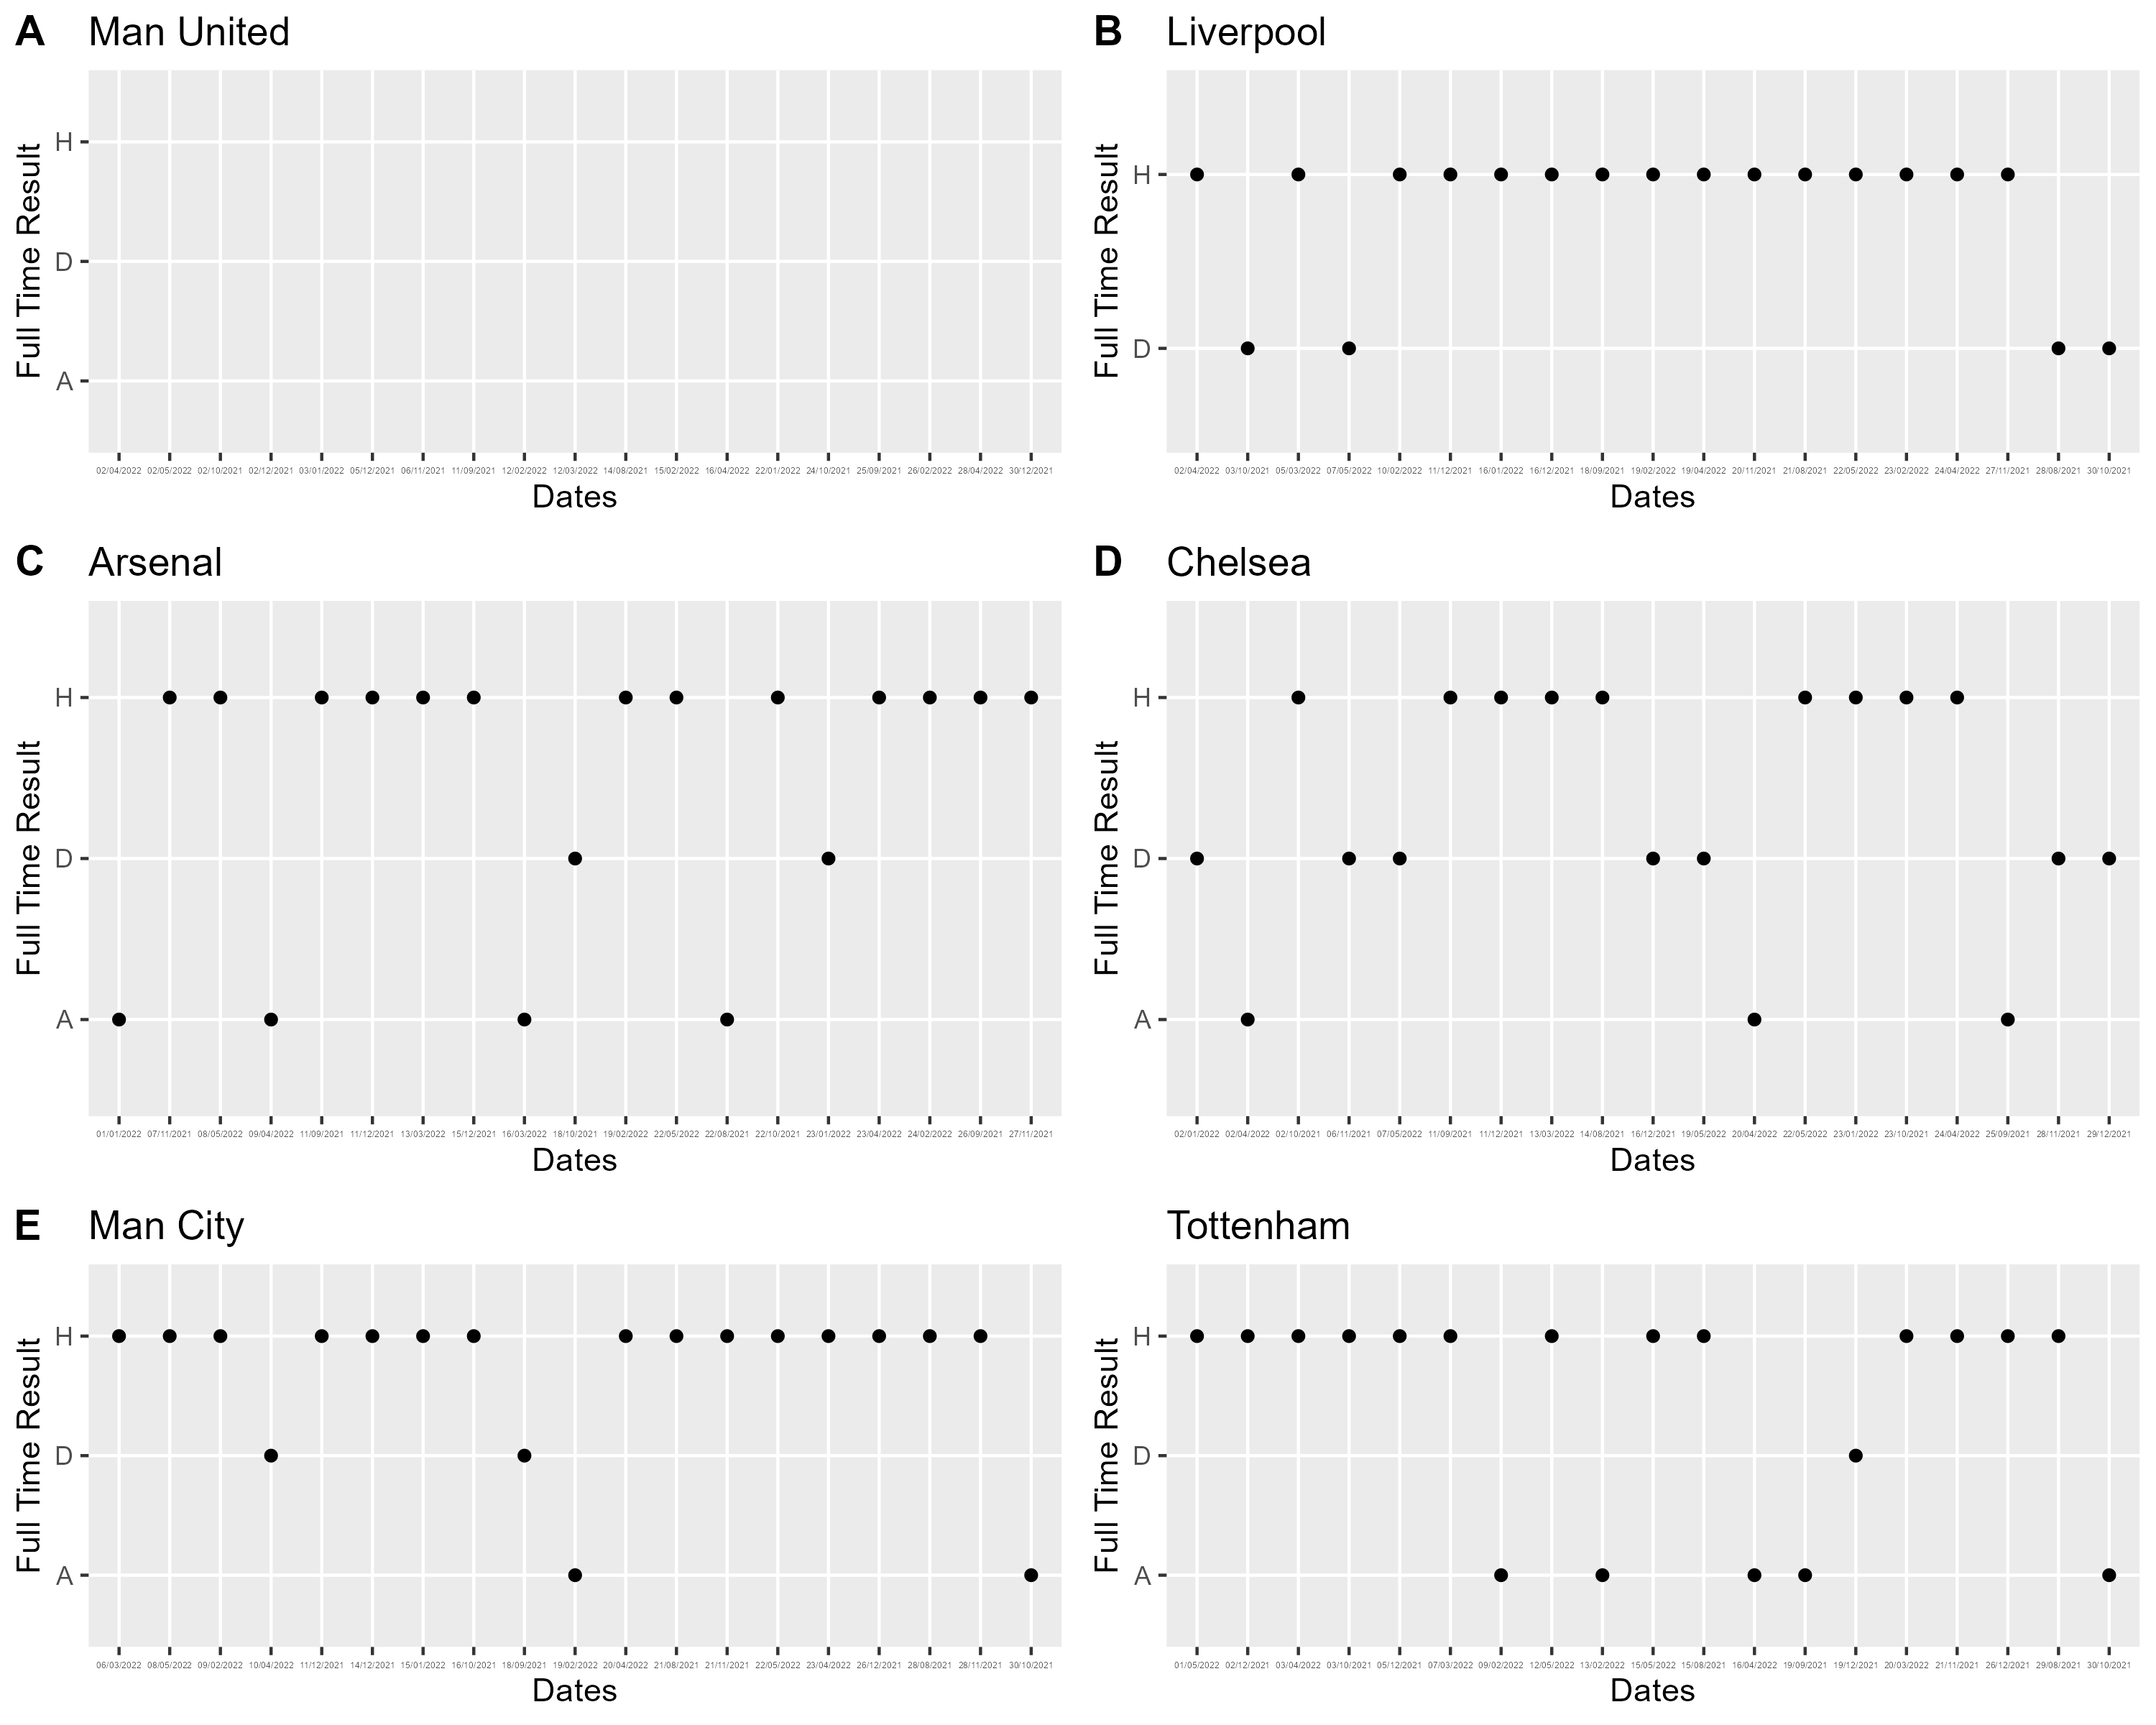 A Man United
Full Time Result
H
D
A
02/04/2022 02/05/2022 02/10/2021 02/12/2021 03/01/2022 05/12/2021 06/11/2021 11/09/2021 12/02/2022 12/03/2022 14/08/2021 15/02/2022 16/04/2022 22/01/2022 24/10/2021 25/09/2021 26/02/2022 28/04/2022 30/12/2021
Dates
B Liverpool
Full Time Result
H
D
02/04/2022 03/10/2021 05/03/2022 07/05/2022 10/02/2022 11/12/2021 16/01/2022 16/12/2021 18/09/2021 19/02/2022 19/04/2022 20/11/2021 21/08/2021 22/05/2022 23/02/2022 24/04/2022 27/11/2021 28/08/2021 30/10/2021
Dates
C Arsenal
Full Time Result
H
D
A
01/01/2022 07/11/2021 08/05/2022 09/04/2022 11/09/2021 11/12/2021 13/03/2022 15/12/2021 16/03/2022 18/10/2021 19/02/2022 22/05/2022 22/08/2021 22/10/2021 23/01/2022 23/04/2022 24/02/2022 26/09/2021 27/11/2021
Dates
D Chelsea
Full Time Result
H
D
A
02/01/2022 02/04/2022 02/10/2021 06/11/2021 07/05/2022 11/09/2021 11/12/2021 13/03/2022 14/08/2021 16/12/2021 19/05/2022 20/04/2022 22/05/2022 23/01/2022 23/10/2021 24/04/2022 25/09/2021 28/11/2021 29/12/2021
Dates
E Man City
Full Time Result
H
D
A
06/03/2022 08/05/2022 09/02/2022 10/04/2022 11/12/2021 14/12/2021 15/01/2022 16/10/2021 18/09/2021 19/02/2022 20/04/2022 21/08/2021 21/11/2021 22/05/2022 23/04/2022 26/12/2021 28/08/2021 28/11/2021 30/10/2021
Dates
Tottenham
Full Time Result
H
D
A
01/05/2022 02/12/2021 03/04/2022 03/10/2021 05/12/2021 07/03/2022 09/02/2022 12/05/2022 13/02/2022 15/05/2022 15/08/2021 16/04/2022 19/09/2021 19/12/2021 20/03/2022 21/11/2021 26/12/2021 29/08/2021 30/10/2021
Dates